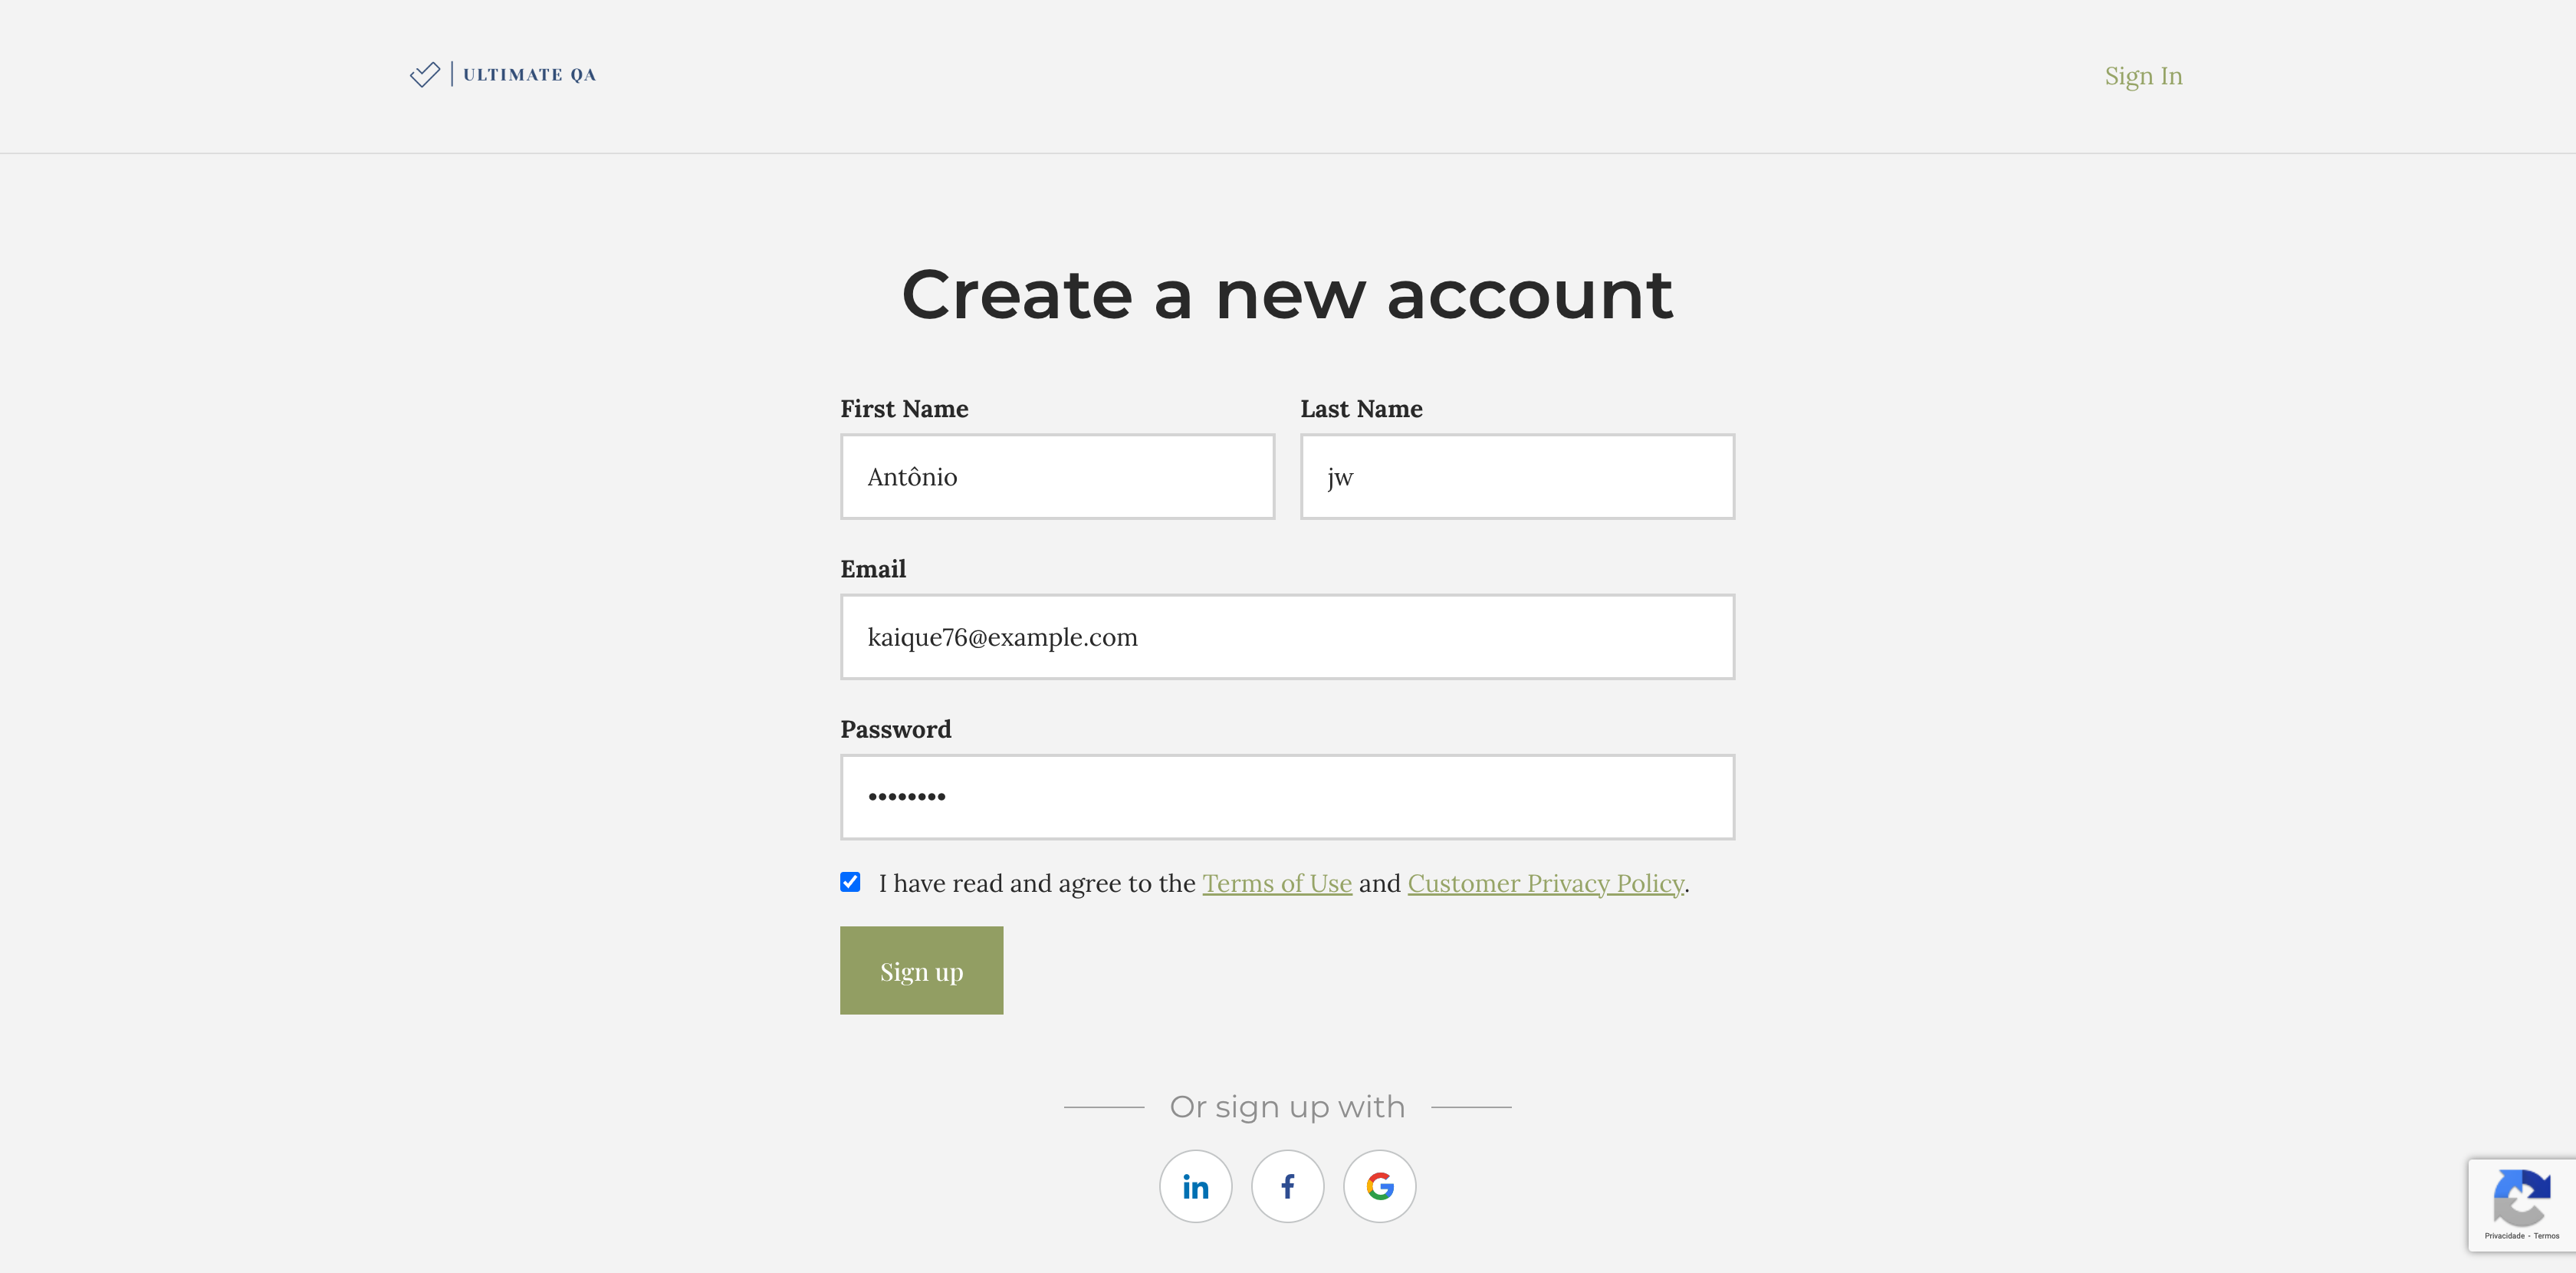 ULTIMATE QA
Sign In
Create a new account
First Name
Last Name
Antônio
jw
Email
kaique76@example.com
Password
••••••••
I have read and agree to the Terms of Use and Customer Privacy Policy.
Sign up
Or sign up with
in
f
G
Privacidade - Termos